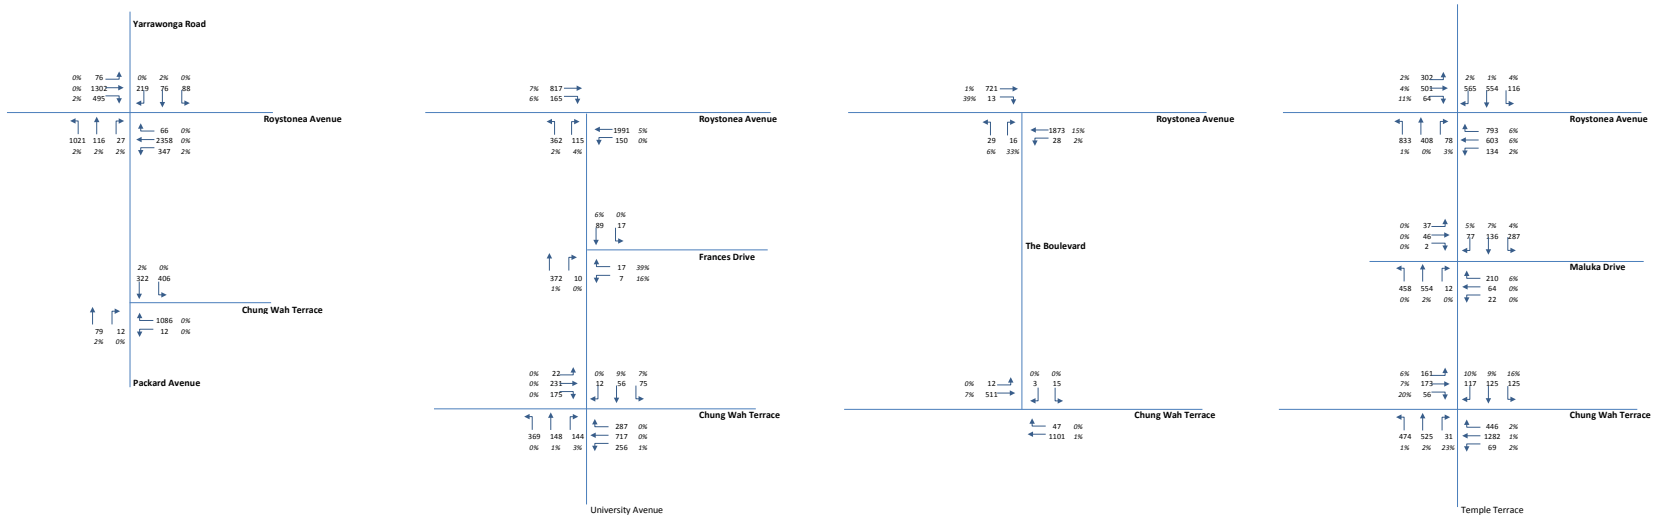 Yarrawonga Road
0% 76 0% 2% 0%
0% 1302 219 76 88
2% 495
Roystonea Avenue
66 0%
1021 116 27 2358 0%
2% 2% 2% 347 2%
2% 0%
322 406
Chung Wah Terrace
1086 0%
79 12 12 0%
2% 0%
Packard Avenue
7% 817
6% 165
Roystonea Avenue
1991 5%
362 115 150 0%
2% 4%
6% 0%
89 17
Frances Drive
17 39%
372 10 7 16%
1% 0%
0% 22 0% 9% 7%
0% 231 12 56 75
0% 175
Chung Wah Terrace
287 0%
369 148 144 717 0%
0% 1% 3% 256 1%
University Avenue
1% 721
39% 13
Roystonea Avenue
1873 15%
29 16 28 2%
6% 33%
The Boulevard
0% 0%
0% 12 3 15
7% 511
Chung Wah Terrace
47 0%
1101 1%
2% 302 2% 1% 4%
4% 501 565 554 116
11% 64
Roystonea Avenue
793 6%
833 408 78 603 6%
1% 0% 3% 134 2%
0% 37 5% 7% 4%
0% 46 77 136 287
0% 2
Maluka Drive
210 6%
458 554 12 64 0%
0% 2% 0% 22 0%
6% 161 10% 9% 16%
7% 173 117 125 125
20% 56
Chung Wah Terrace
446 2%
474 525 31 1282 1%
1% 2% 23% 69 2%
Temple Terrace